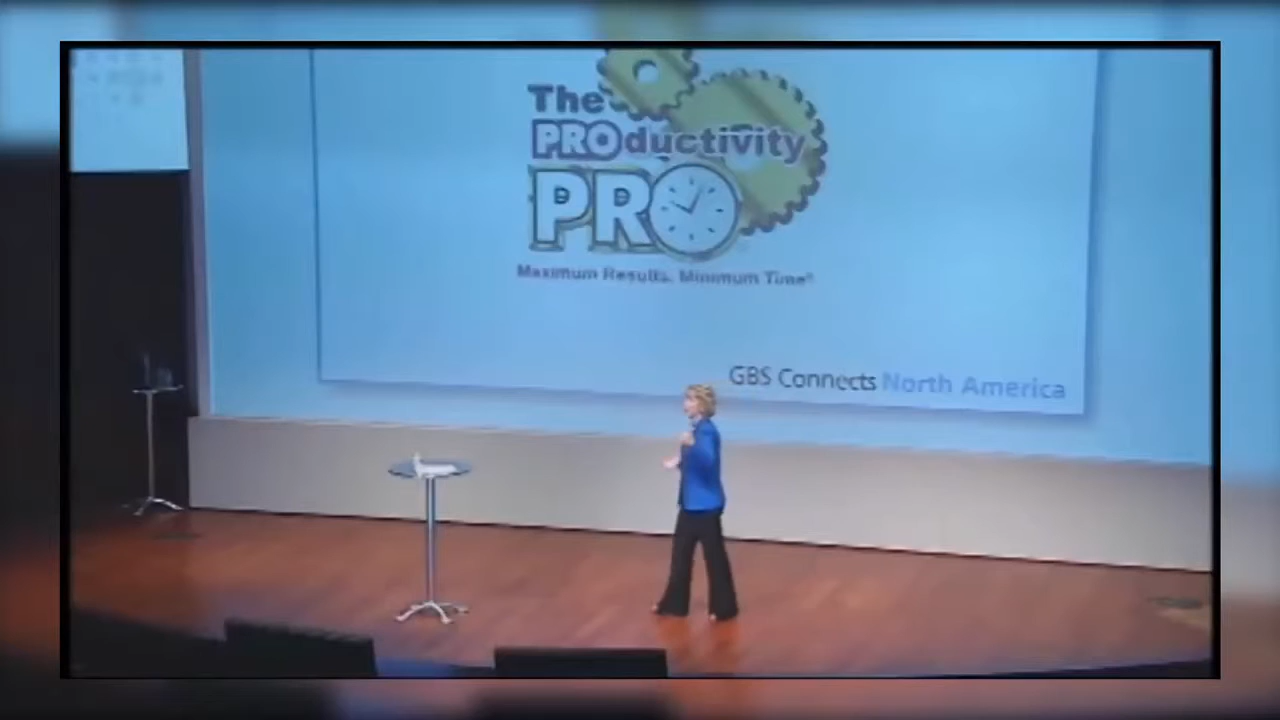 The
PROductivity
PRO
Maximum Results. Minimum Time®
GBS Connects North America